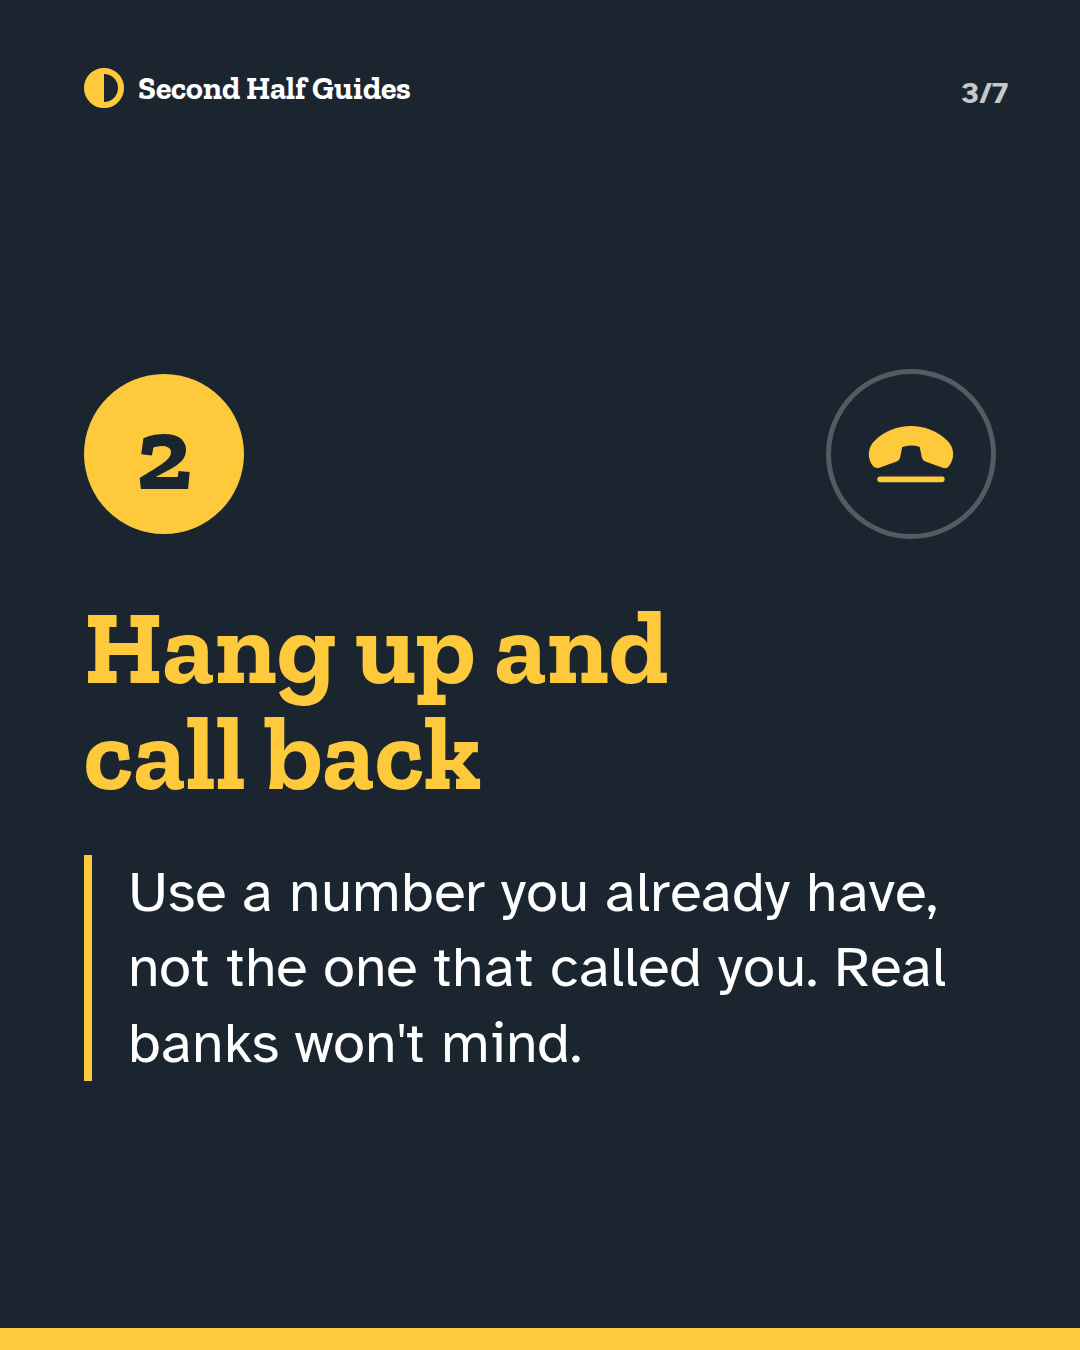 Second Half Guides
3/7
2
Hang up and
call back
Use a number you already have,
not the one that called you. Real
banks won't mind.